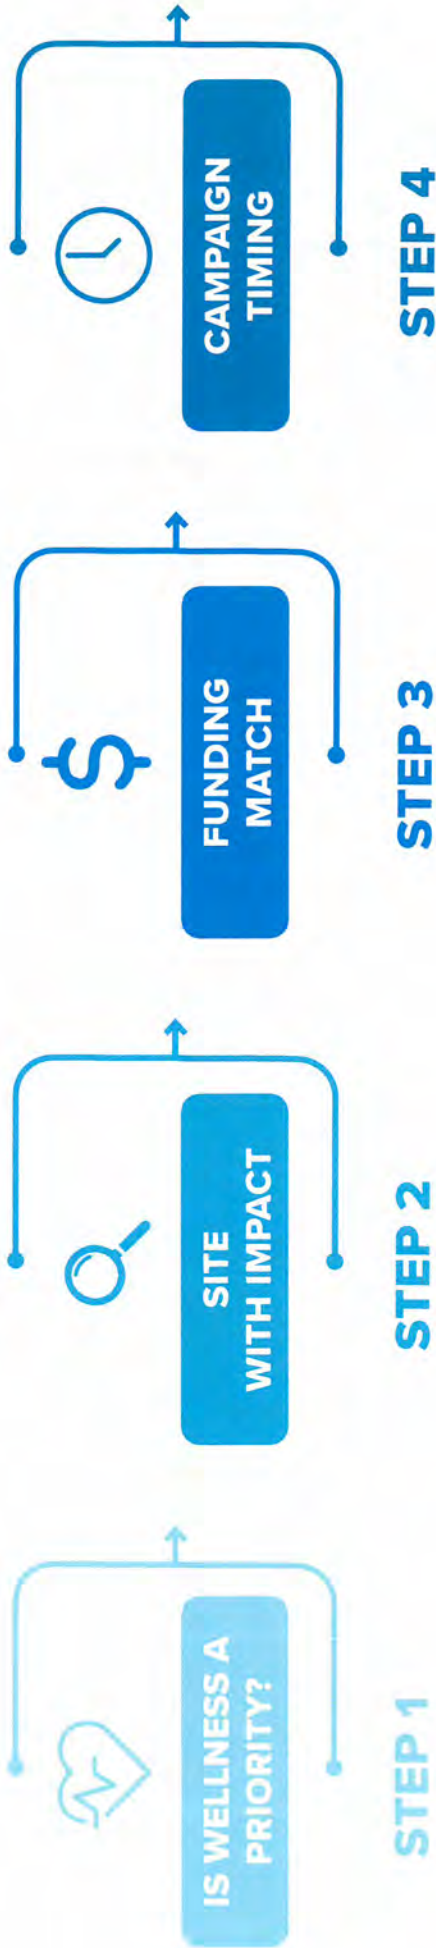 IS WELLNESS A
PRIORITY?
STEP 1
SITE
WITH IMPACT
STEP 2
FUNDING
MATCH
STEP 3
CAMPAIGN
TIMING
STEP 4